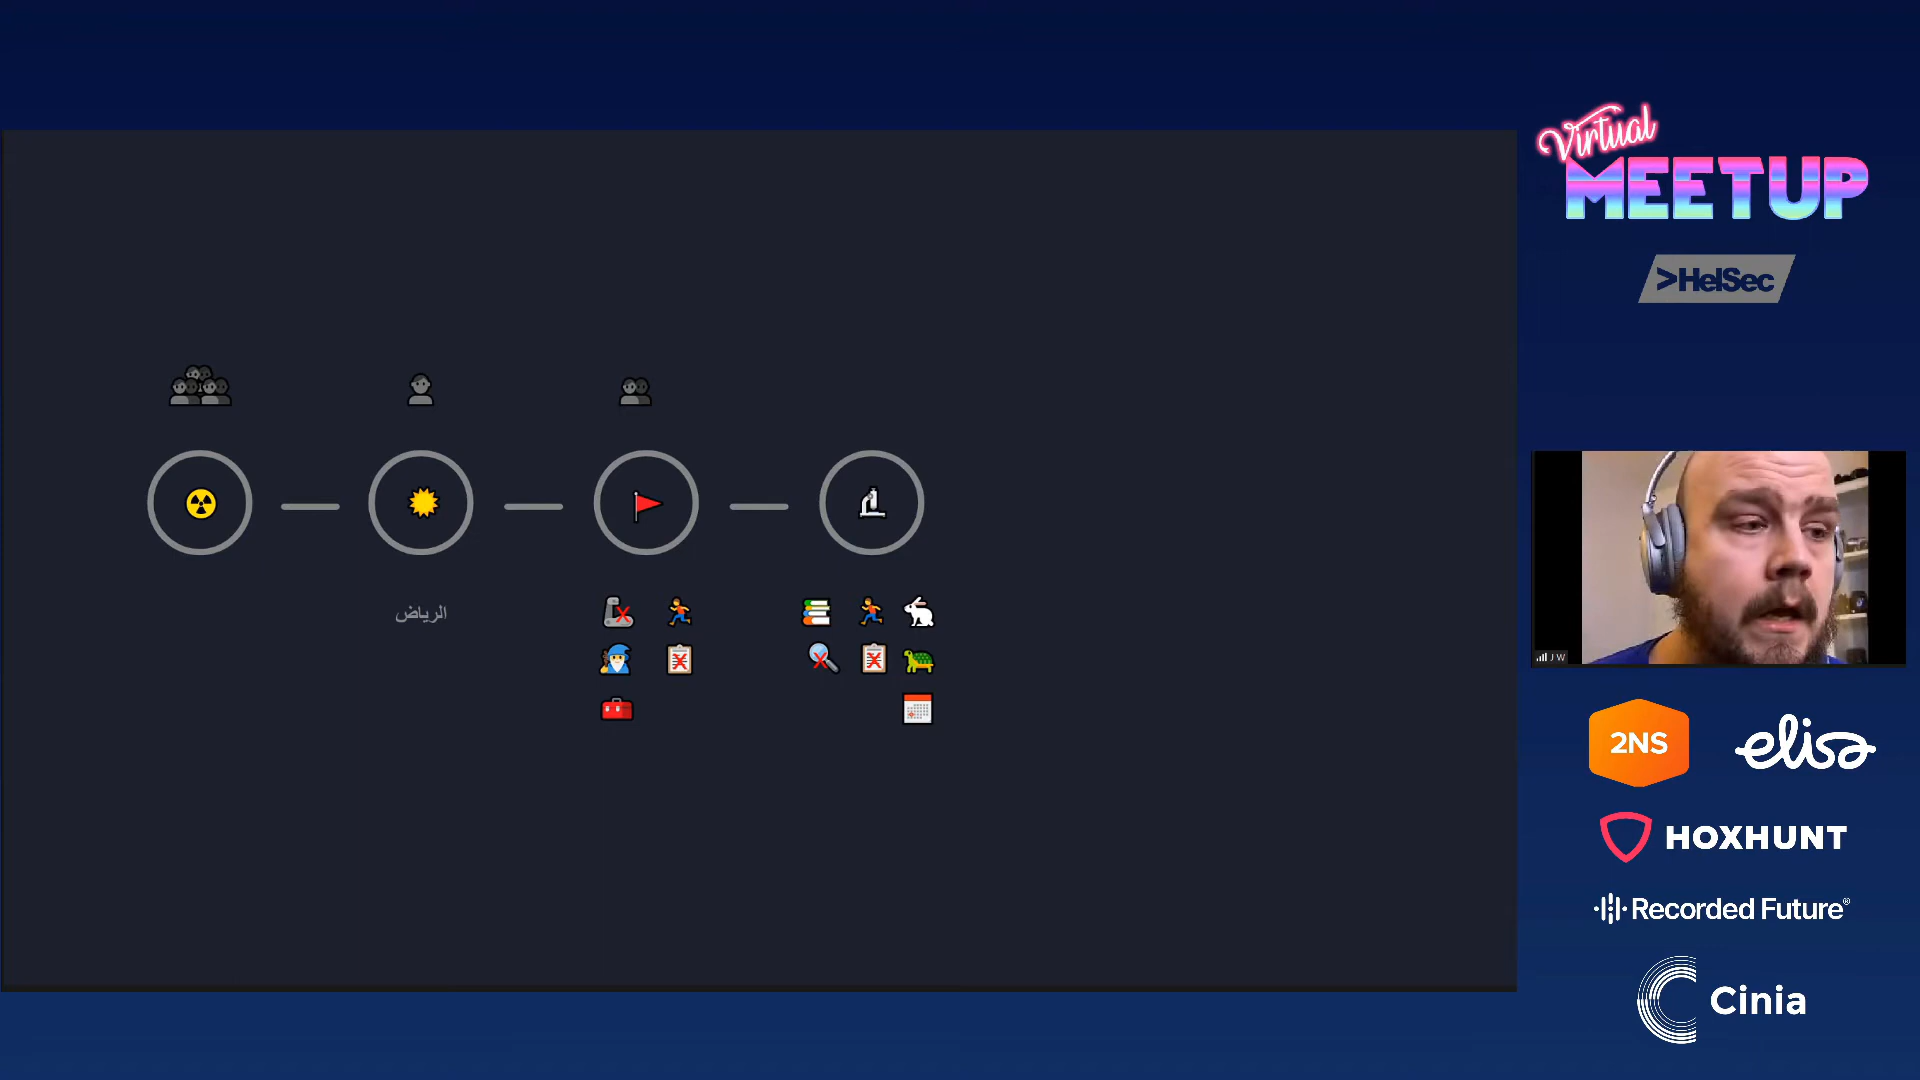 Virtual
MEETUP
>HelSec
الرياض
J W
2NS
elisa
HOXHUNT
Recorded Future®
Cinia